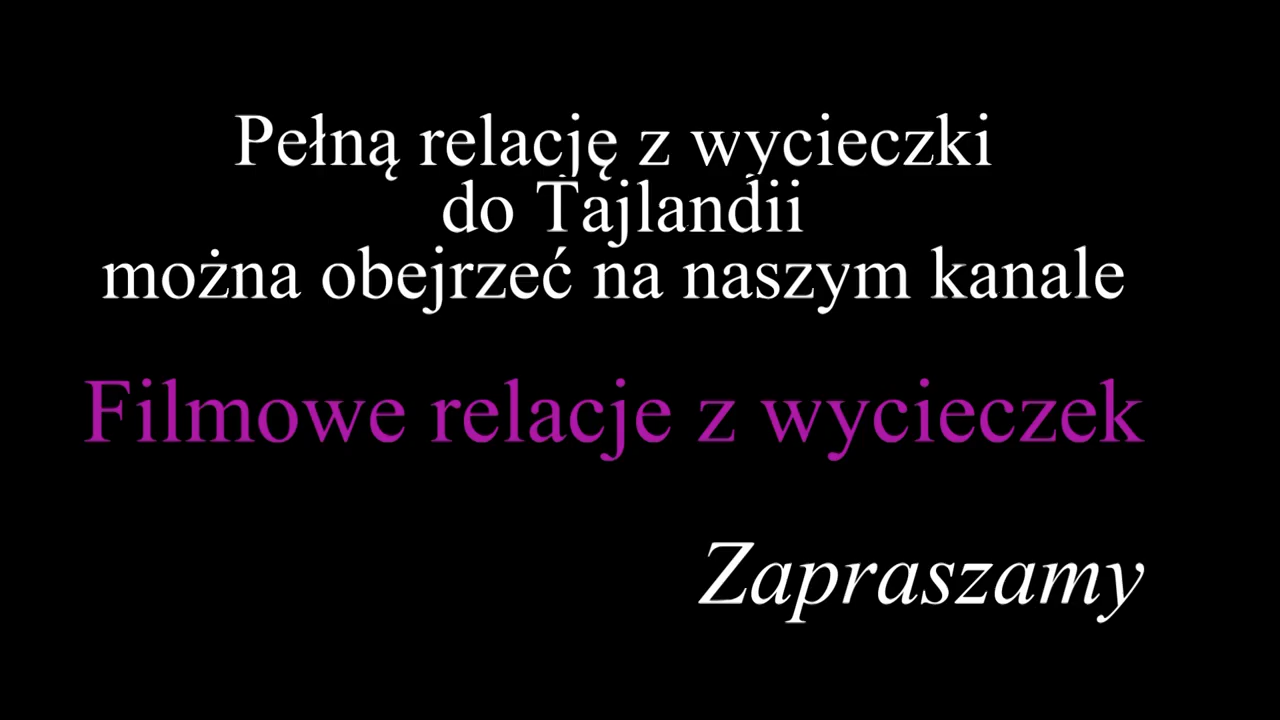 Pełną relację z wycieczki
do Tajlandii
można obejrzeć na naszym kanale
Filmowe relacje z wycieczek
Zapraszamy